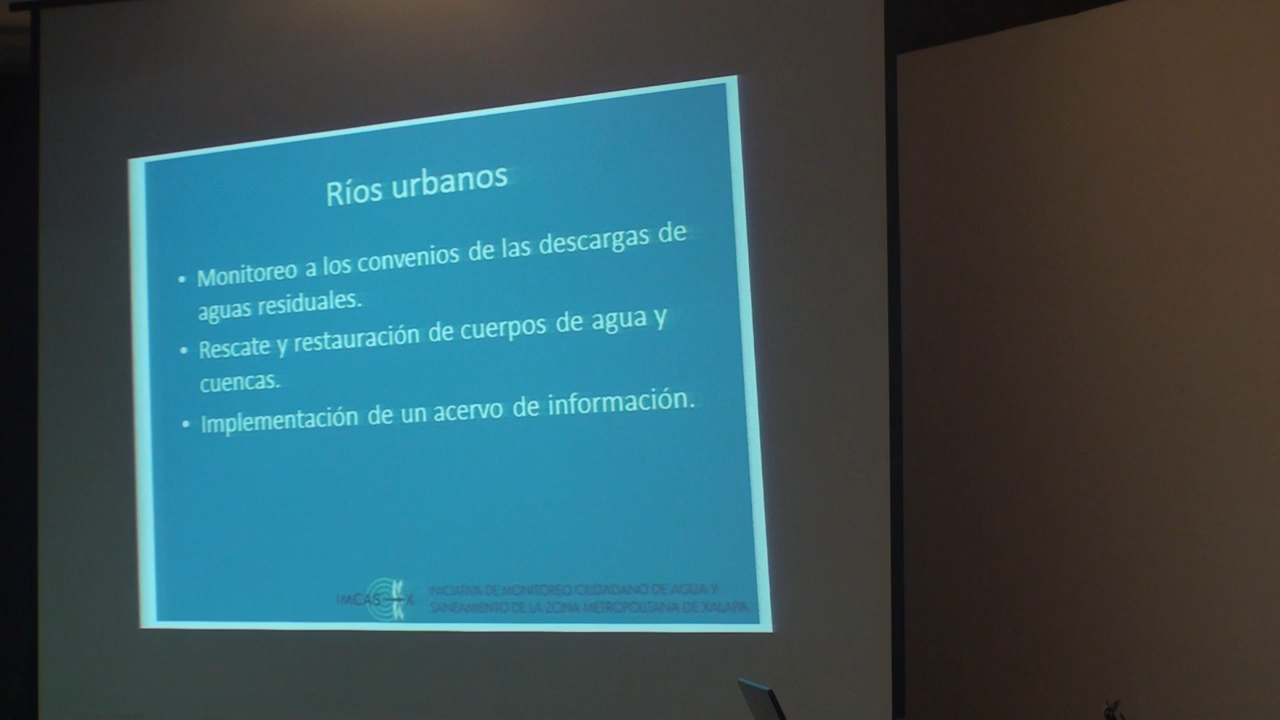 Ríos urbanos
• Monitoreo a los convenios de las descargas de
aguas residuales.
• Rescate y restauración de cuerpos de agua y
cuencas.
• Implementación de un acervo de información.
IMCAS X
INICIATIVA DE MONITOREO CIUDADANO DE AGUA Y
SANEAMIENTO DE LA ZONA METROPOLITANA DE XALAPA